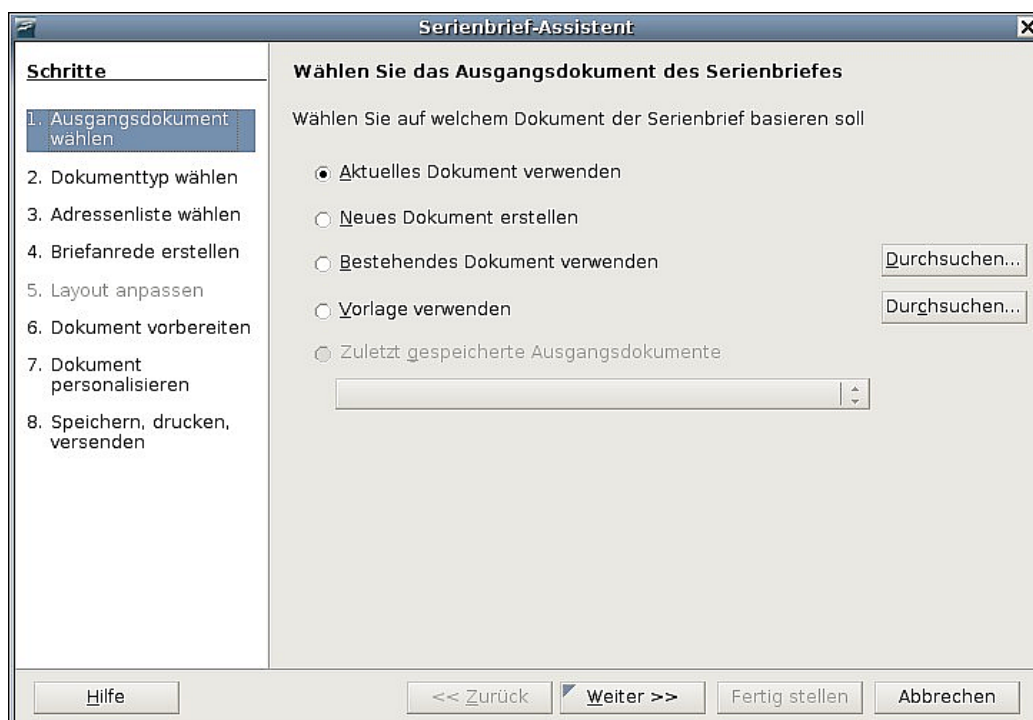 Serienbrief-Assistent
Schritte
1. Ausgangsdokument
wählen
2. Dokumenttyp wählen
3. Adressenliste wählen
4. Briefanrede erstellen
5. Layout anpassen
6. Dokument vorbereiten
7. Dokument
personalisieren
8. Speichern, drucken,
versenden
Wählen Sie das Ausgangsdokument des Serienbriefes
Wählen Sie auf welchem Dokument der Serienbrief basieren soll
Aktuelles Dokument verwenden
Neues Dokument erstellen
Bestehendes Dokument verwenden
Durchsuchen...
Vorlage verwenden
Durchsuchen...
Zuletzt gespeicherte Ausgangsdokumente
Hilfe
<< Zurück
Weiter >>
Fertig stellen
Abbrechen